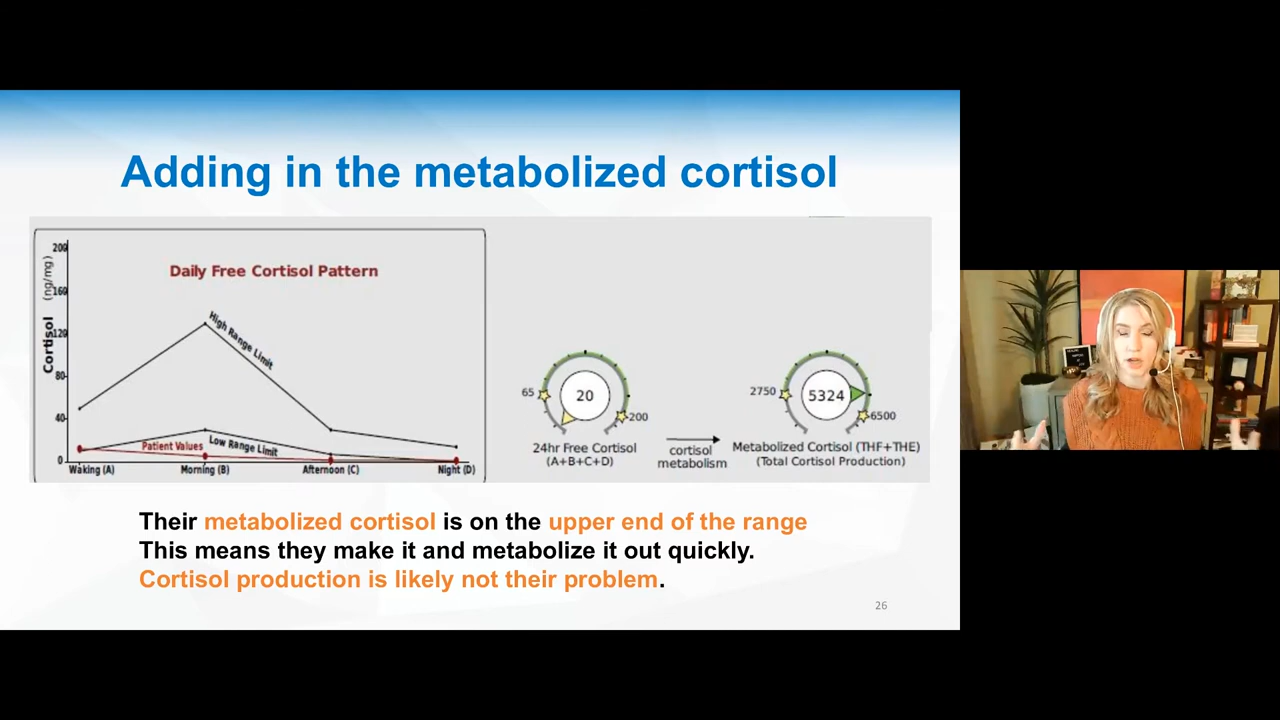 Adding in the metabolized cortisol
Daily Free Cortisol Pattern
Cortisol (ng/mg)
200
160
120
80
40
0
High Range Limit
Patient Values
Low Range Limit
Waking (A)
Morning (B)
Afternoon (C)
Night (D)
65
20
200
24hr Free Cortisol
(A+B+C+D)
cortisol
metabolism
2750
5324
6500
Metabolized Cortisol (THF+THE)
(Total Cortisol Production)
Their metabolized cortisol is on the upper end of the range
This means they make it and metabolize it out quickly.
Cortisol production is likely not their problem.
26